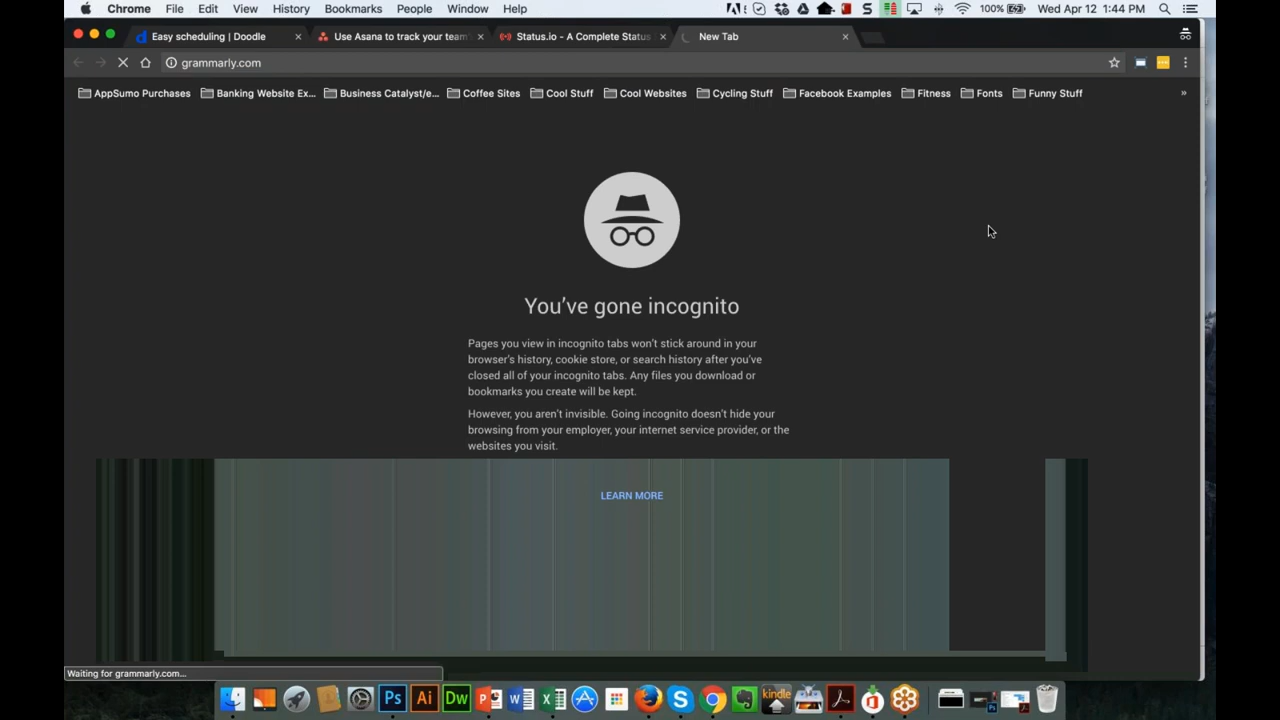 Chrome File Edit View History Bookmarks People Window Help 100% Wed Apr 12 1:44 PM
Easy scheduling | Doodle Use Asana to track your team' Status.io - A Complete Status New Tab
grammarly.com
AppSumo Purchases Banking Website Ex... Business Catalyst/e... Coffee Sites Cool Stuff Cool Websites Cycling Stuff Facebook Examples Fitness Fonts Funny Stuff »
You've gone incognito
Pages you view in incognito tabs won't stick around in your
browser's history, cookie store, or search history after you've
closed all of your incognito tabs. Any files you download or
bookmarks you create will be kept.
However, you aren't invisible. Going incognito doesn't hide your
browsing from your employer, your internet service provider, or the
websites you visit.
LEARN MORE
Waiting for grammarly.com...
Ps Ai Dw kindle